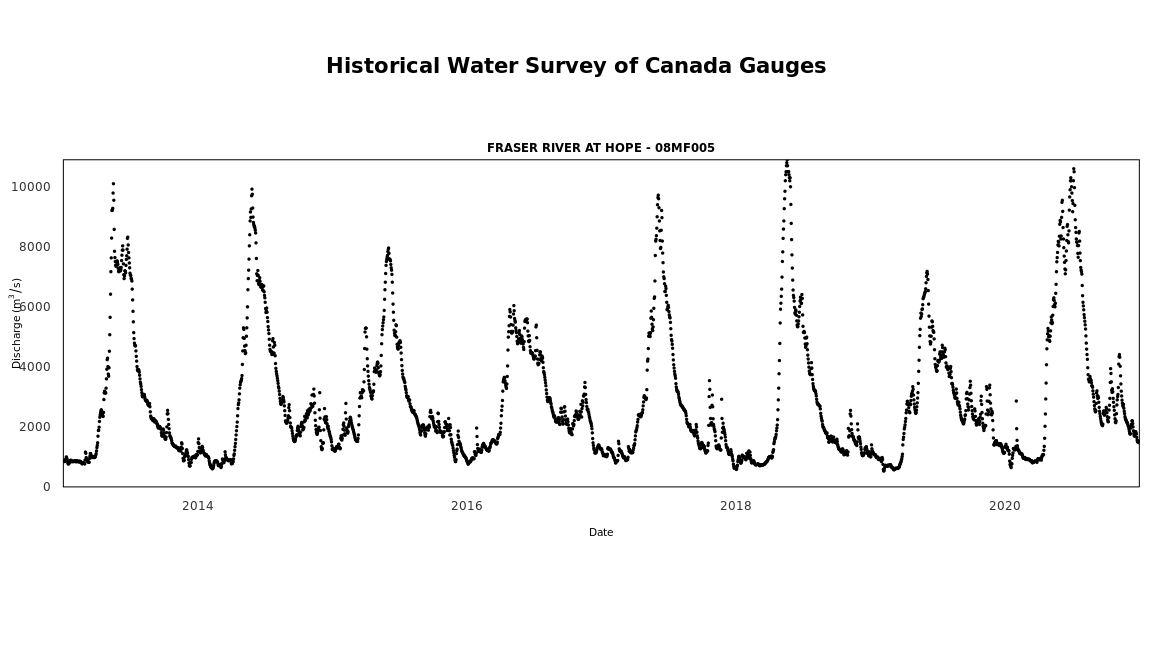 Historical Water Survey of Canada Gauges
FRASER RIVER AT HOPE - 08MF005
10000
8000
6000
4000
2000
0
Discharge (m³/s)
2014
2016
2018
2020
Date